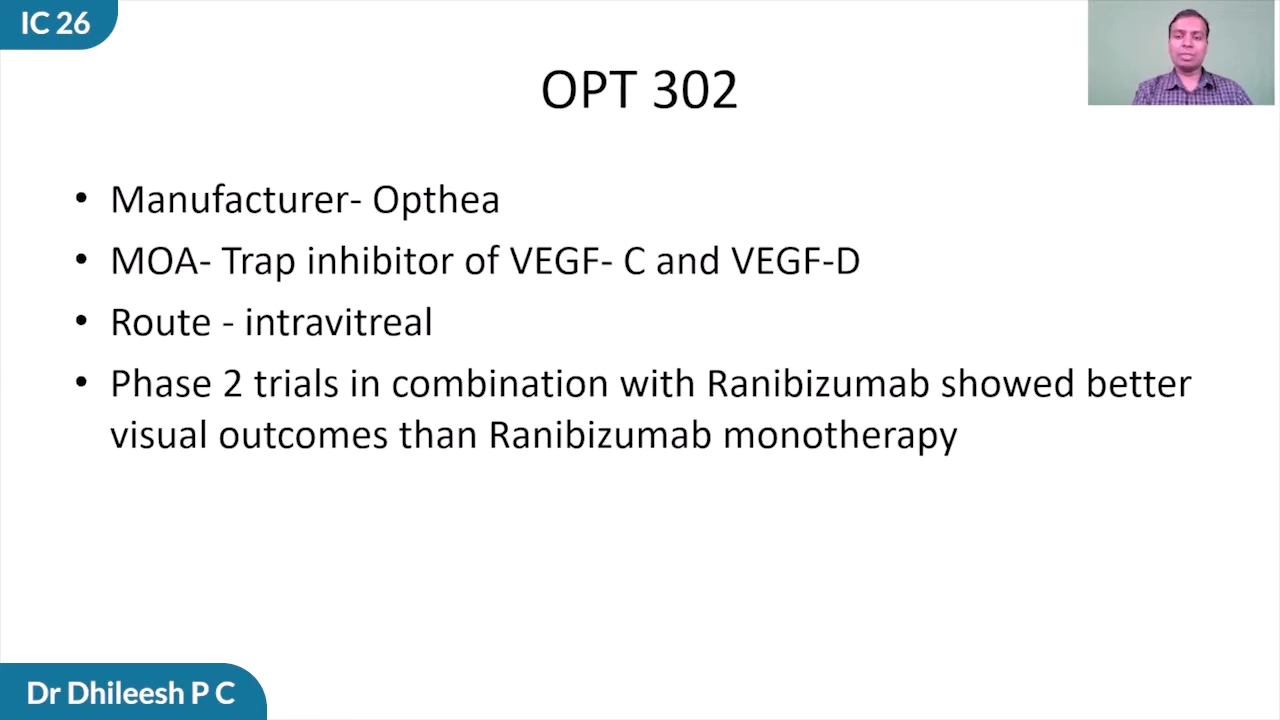 IC 26
OPT 302
• Manufacturer- Opthea
• MOA- Trap inhibitor of VEGF- C and VEGF-D
• Route - intravitreal
• Phase 2 trials in combination with Ranibizumab showed better
visual outcomes than Ranibizumab monotherapy
Dr Dhileesh P C